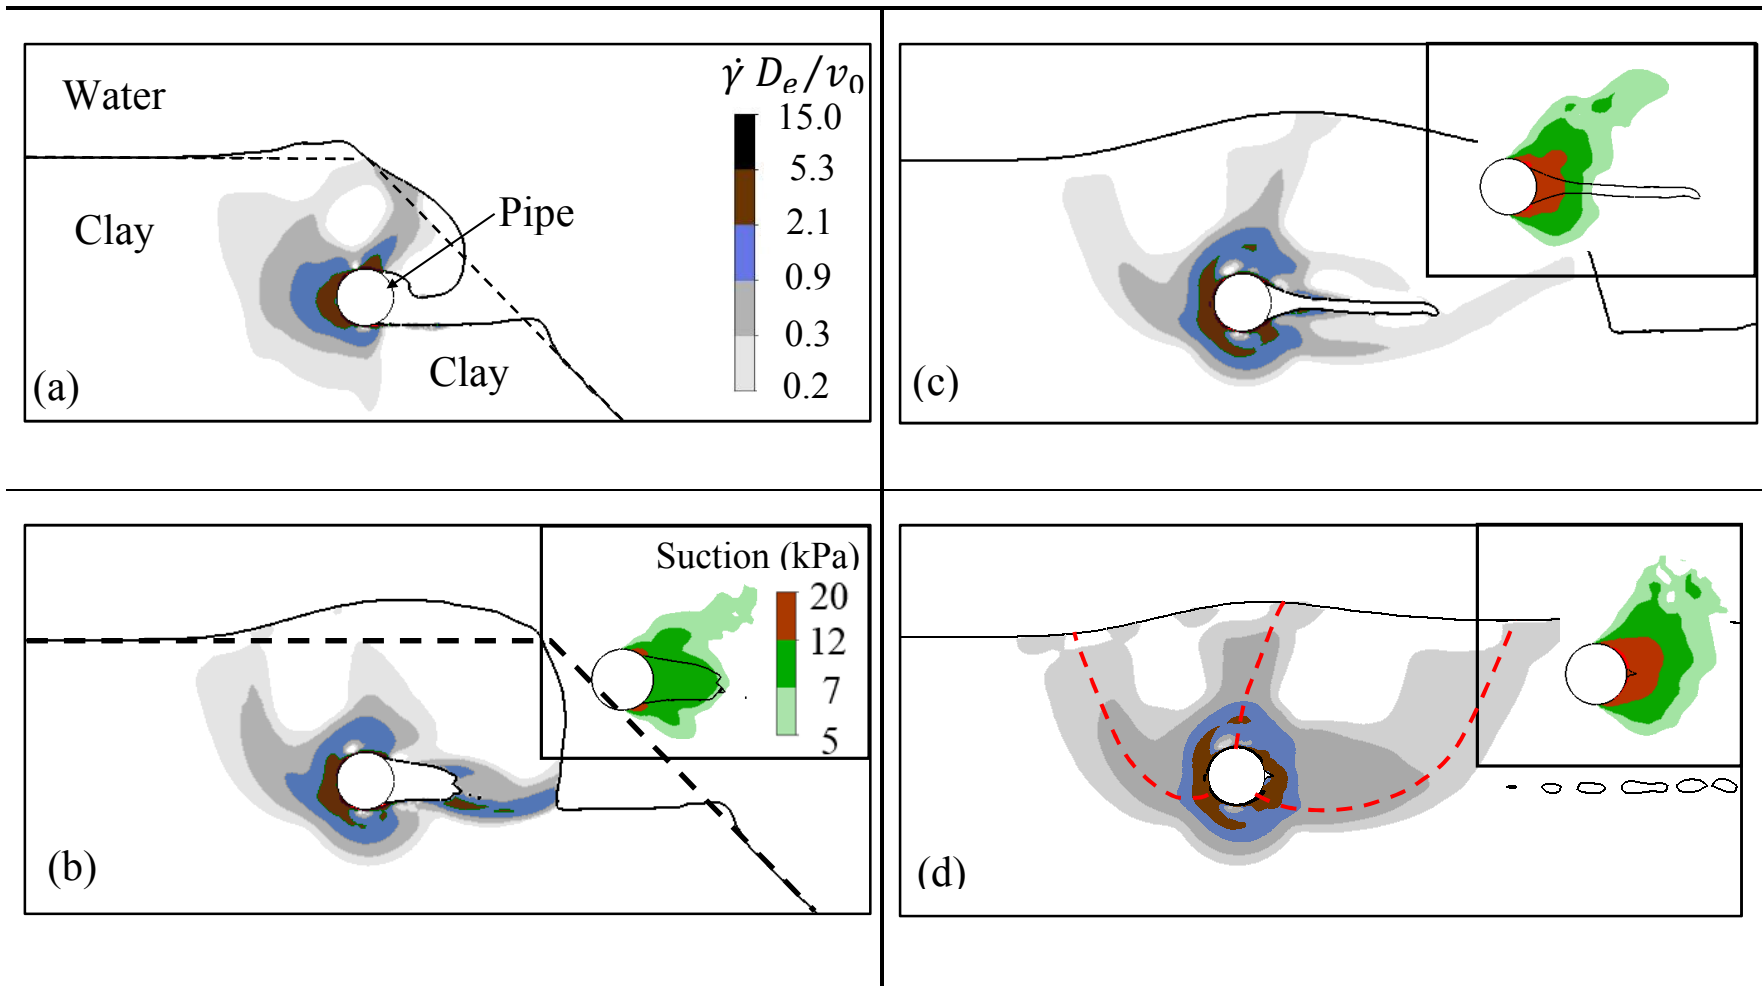 Water
Clay
Pipe
Clay
(a)
γ̇ D_e/v_0
15.0
5.3
2.1
0.9
0.3
0.2
(c)
Suction (kPa)
20
12
7
5
(b)
(d)